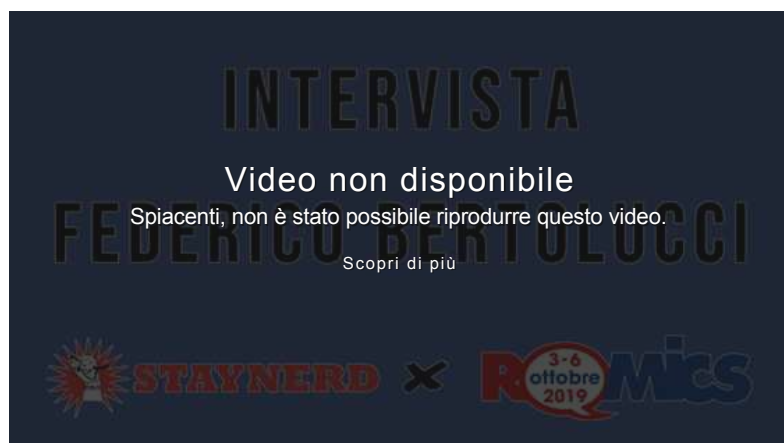 INTERVISTA
Video non disponibile
Spiacenti, non è stato possibile riprodurre questo video.
FEDERICO BERTOLUCCI
Scopri di più
STAYNERD X ROMICS
3-6
ottobre
2019